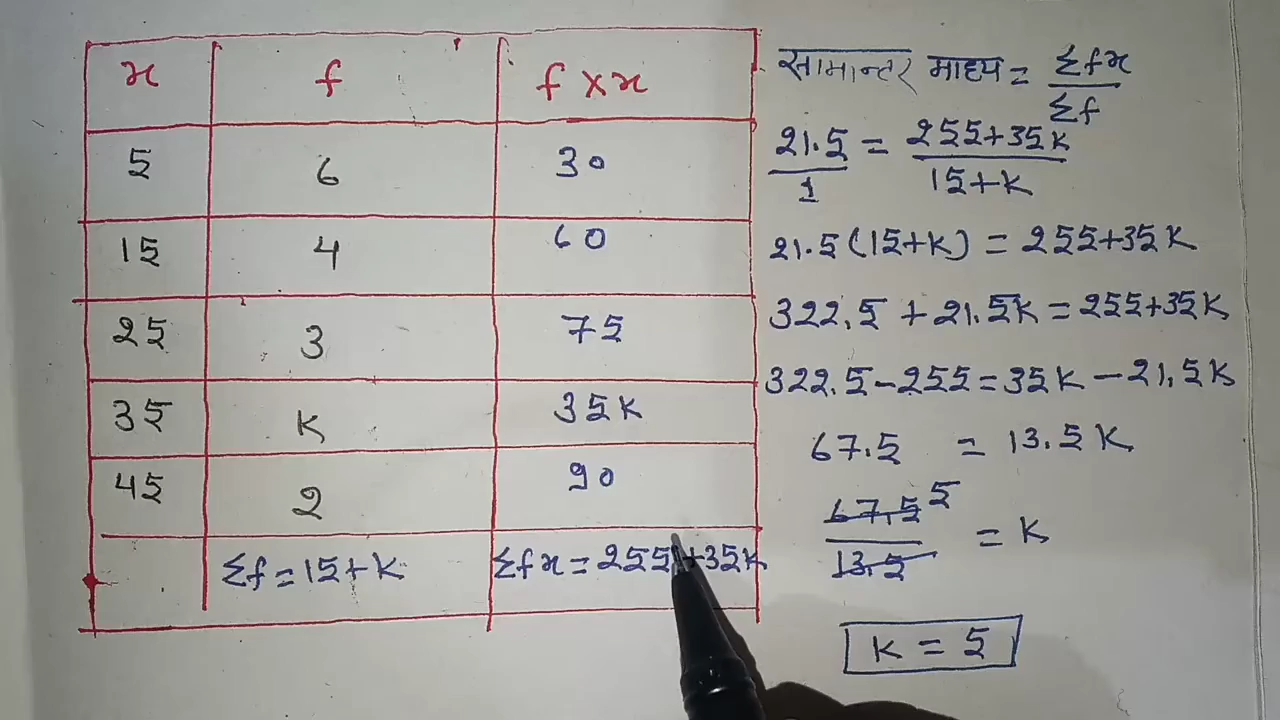 x f f×x
5 6 30
15 4 60
25 3 75
35 K 35K
45 2 90
Σf=15+K Σfx=255+35K
सामान्तर माध्य = Σfx/Σf
21.5/1 = 255+35K/15+K
21.5(15+K) = 255+35K
322.5 + 21.5K = 255+35K
322.5-255=35K-21.5K
67.5 = 13.5K
67.5/13.5 5 = K
K = 5